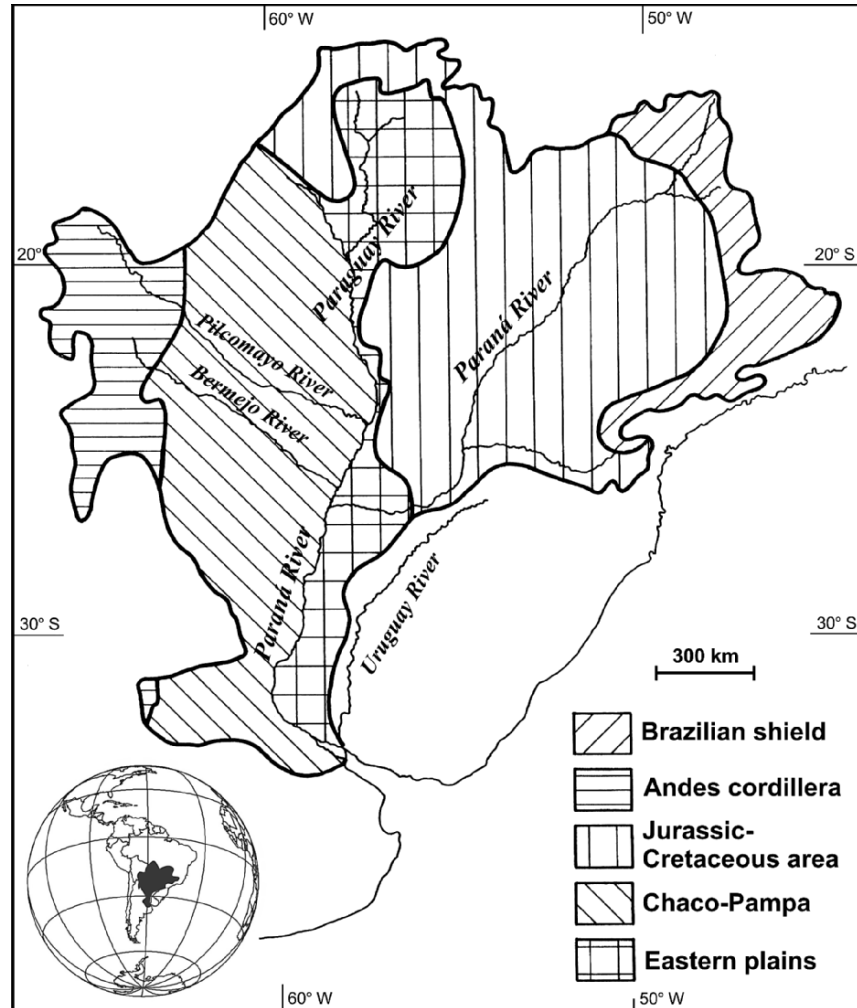 60° W
50° W
20° S
20° S
Paraguay River
Paraná River
Pilcomayo River
Bermejo River
Paraná River
Uruguay River
30° S
30° S
300 km
Brazilian shield
Andes cordillera
Jurassic-
Cretaceous area
Chaco-Pampa
Eastern plains
60° W
50° W